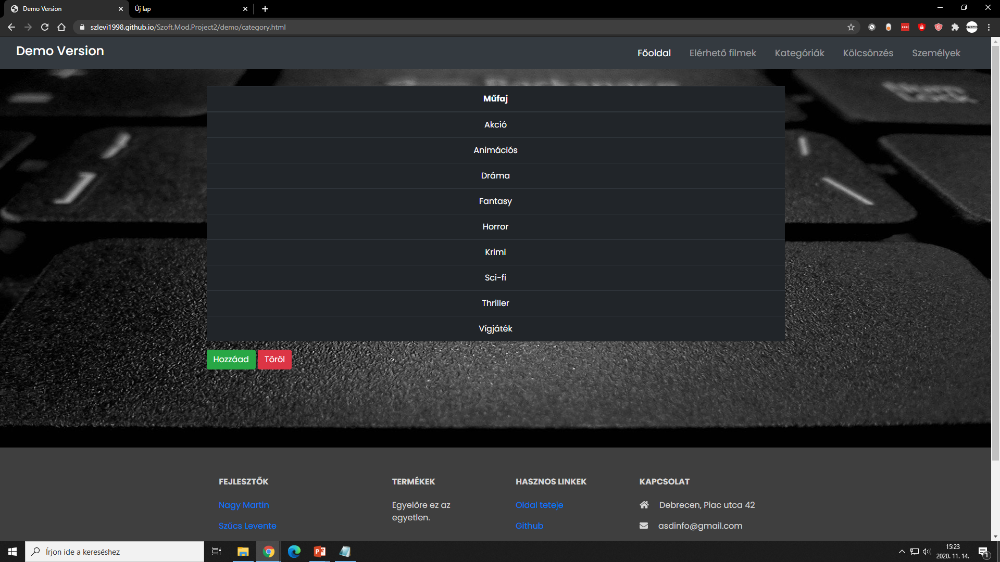 Demo Version
Új lap
szlevi1998.github.io/Szoft.Mod.Project2/demo/category.html
Demo Version
Főoldal
Elérhető filmek
Kategóriák
Kölcsönzés
Személyek
Műfaj
Akció
Animációs
Dráma
Fantasy
Horror
Krimi
Sci-fi
Thriller
Vígjáték
Hozzáad
Töröl
FEJLESZTŐK
Nagy Martin
Szűcs Levente
TERMÉKEK
Egyelőre ez az
egyetlen.
HASZNOS LINKEK
Oldal teteje
Github
KAPCSOLAT
Debrecen, Piac utca 42
asdinfo@gmail.com
Írjon ide a kereséshez
15:23
2020. 11. 14.
1